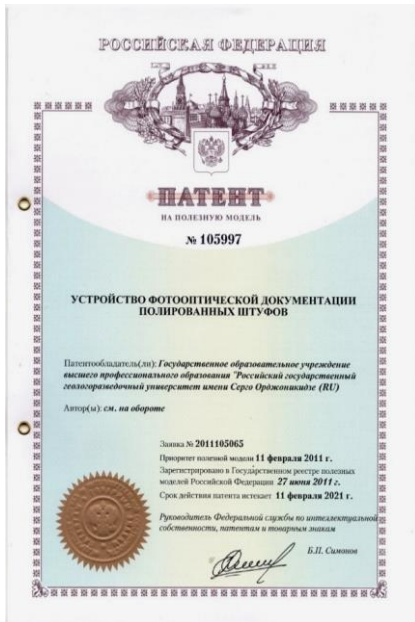 РОССИЙСКАЯ ФЕДЕРАЦИЯ
ПАТЕНТ
НА ПОЛЕЗНУЮ МОДЕЛЬ
№ 105997
УСТРОЙСТВО ФОТООПТИЧЕСКОЙ ДОКУМЕНТАЦИИ
ПОЛИРОВАННЫХ ШТУФОВ
Патентообладатель(ли): Государственное образовательное учреждение
высшего профессионального образования "Российский государственный
геологоразведочный университет имени Серго Орджоникидзе (RU)
Автор(ы): см. на обороте
Заявка № 2011105065
Приоритет полезной модели 11 февраля 2011 г.
Зарегистрировано в Государственном реестре полезных
моделей Российской Федерации 27 июня 2011 г.
Срок действия патента истекает 11 февраля 2021 г.
Руководитель Федеральной службы по интеллектуальной
собственности, патентам и товарным знакам
Б.П. Симонов